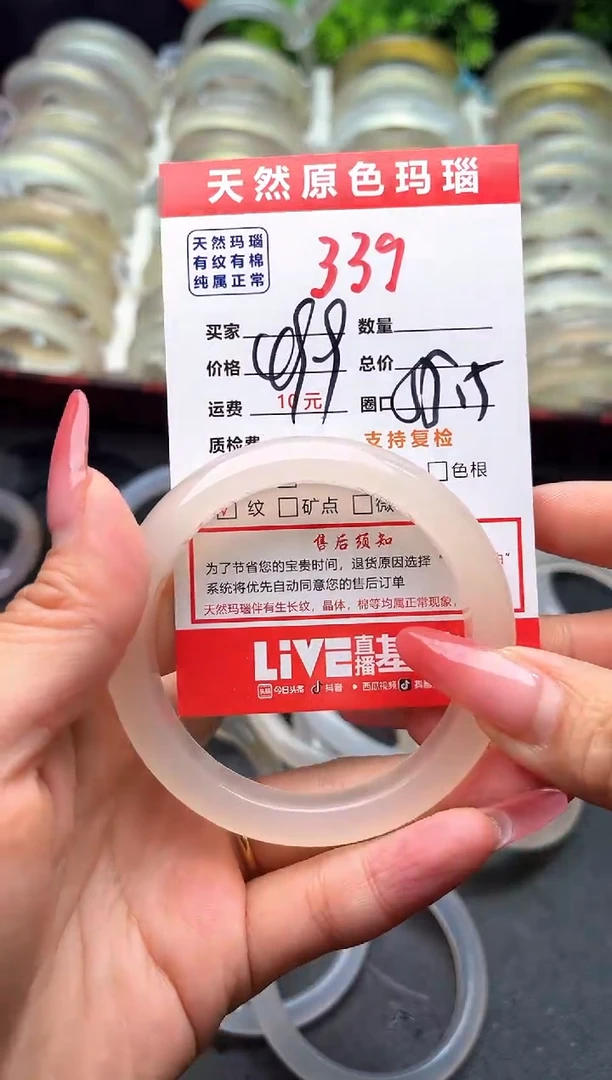 天然原色玛瑙
天然玛瑙
有纹有棉
纯属正常
339
买家 数量
价格 总价
运费 10元 圈口
质检费 支持复检
色根
纹 矿点 微
售后须知
为了节省您的宝贵时间，退货原因选择“
系统将优先自动同意您的售后订单
天然玛瑙伴有生长纹，晶体，棉等均属正常现象，
LiVE直播基
今日头条 抖音 西瓜视频